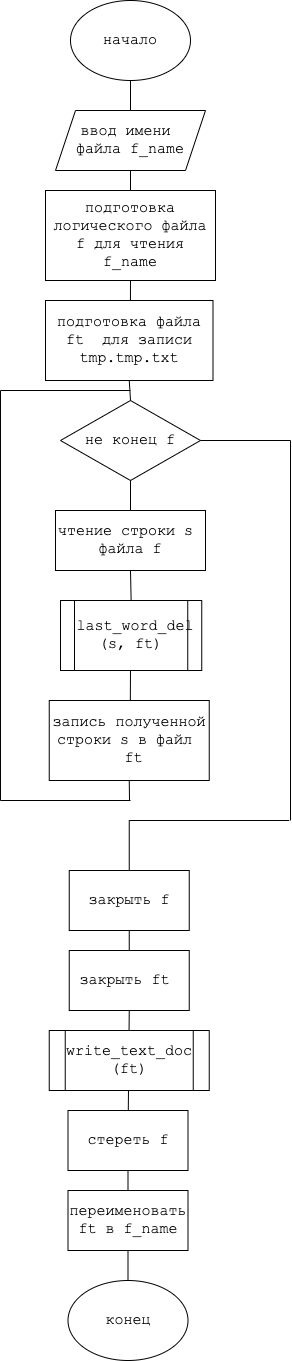 начало
ввод имени
файла f_name
подготовка
логического файла
f для чтения
f_name
подготовка файла
ft для записи
tmp.tmp.txt
не конец f
чтение строки s
файла f
last_word_del
(s, ft)
запись полученной
строки s в файл
ft
закрыть f
закрыть ft
write_text_doc
(ft)
стереть f
переименовать
ft в f_name
конец